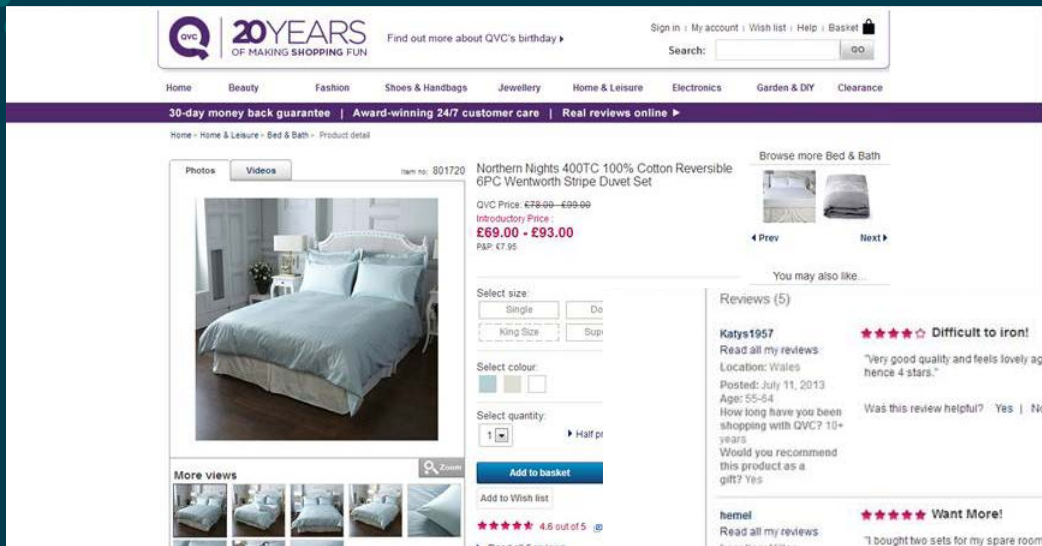 QVC
20YEARS
OF MAKING SHOPPING FUN
Find out more about QVC's birthday
Sign in | My account | Wish list | Help | Basket
Search:
GO
Home Beauty Fashion Shoes & Handbags Jewellery Home & Leisure Electronics Garden & DIY Clearance
30-day money back guarantee | Award-winning 24/7 customer care | Real reviews online
Home > Home & Leisure > Bed & Bath > Product detail
Photos Videos
Item no: 801720
Northern Nights 400TC 100% Cotton Reversible
6PC Wentworth Stripe Duvet Set
QVC Price: £78.00 - £99.00
Introductory Price :
£69.00 - £93.00
P&P: £7.95
Select size:
Single Do
King Size Sup
Select colour:
Select quantity:
1
Half pr
Add to basket
Add to Wish list
4.6 out of 5
Zoom
More views
Browse more Bed & Bath
Prev Next
You may also like...
Reviews (5)
Katys1957
Read all my reviews
Location: Wales
Posted: July 11, 2013
Age: 55-64
How long have you been
shopping with QVC? 10+
years
Would you recommend
this product as a
gift? Yes
Difficult to iron!
"Very good quality and feels lovely ag
hence 4 stars."
Was this review helpful? Yes | No
hemel
Read all my reviews
Want More!
"I bought two sets for my spare room